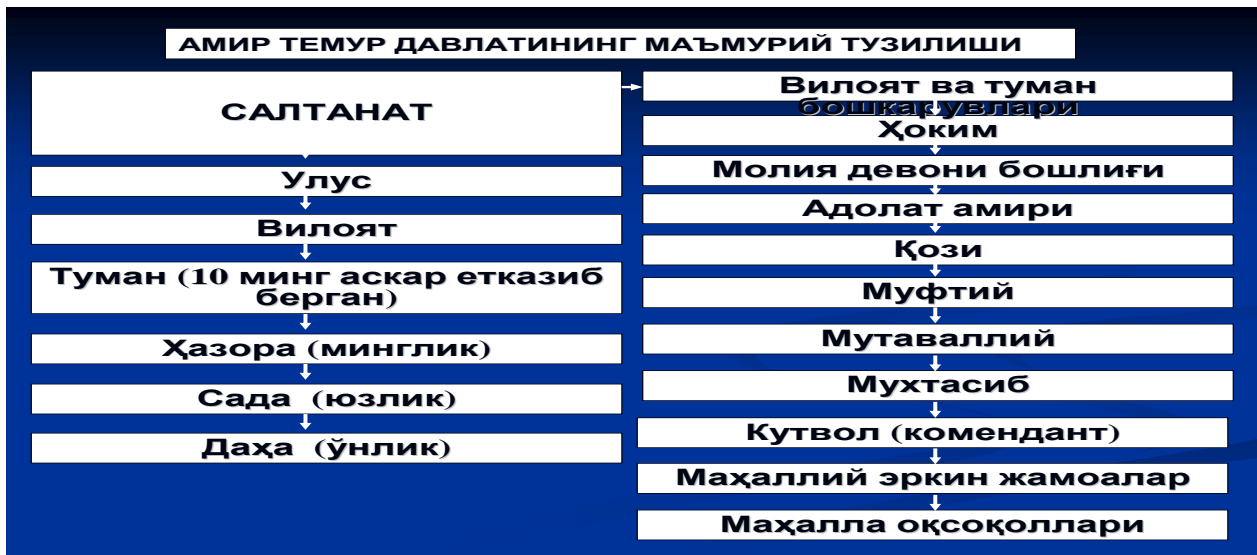 АМИР ТЕМУР ДАВЛАТИНИНГ МАЪМУРИЙ ТУЗИЛИШИ
САЛТАНАТ
Улус
Вилоят
Туман (10 минг аскар етказиб
берган)
Ҳазора (минглик)
Сада (юзлик)
Даҳа (ўнлик)
Вилоят ва туман
бошкарувлари
Ҳоким
Молия девони бошлиғи
Адолат амири
Қози
Муфтий
Мутаваллий
Мухтасиб
Кутвол (комендант)
Маҳаллий эркин жамоалар
Маҳалла оқсоқоллари